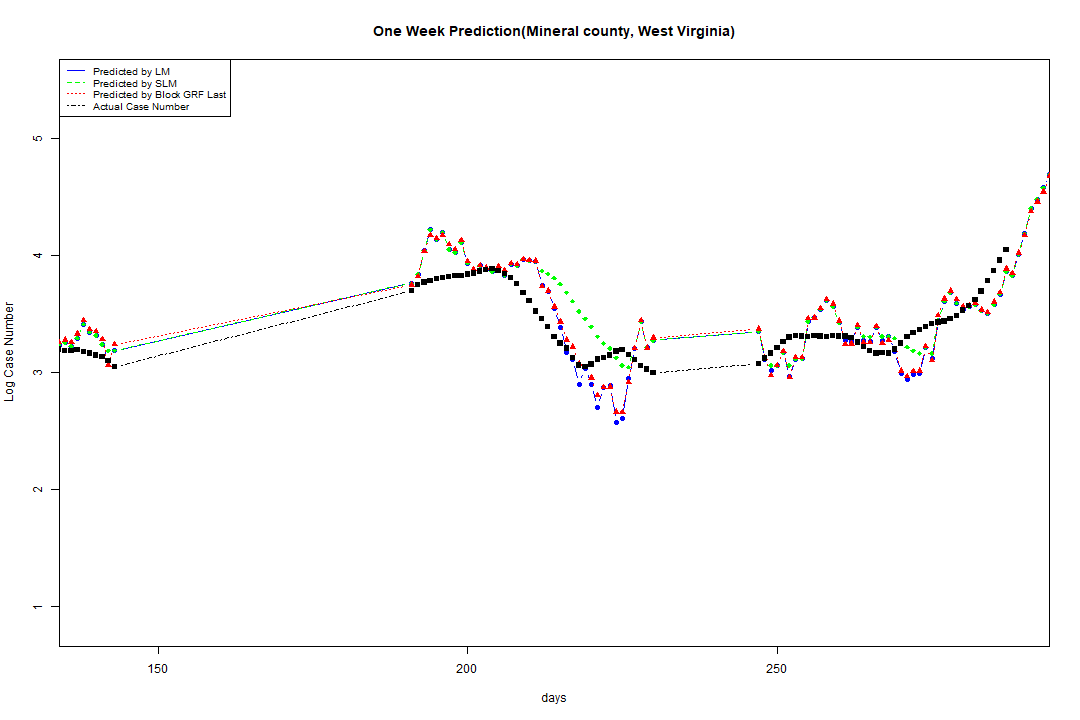 One Week Prediction(Mineral county, West Virginia)
Predicted by LM
Predicted by SLM
Predicted by Block GRF Last
Actual Case Number
5
4
3
2
1
Log Case Number
150
200
250
days